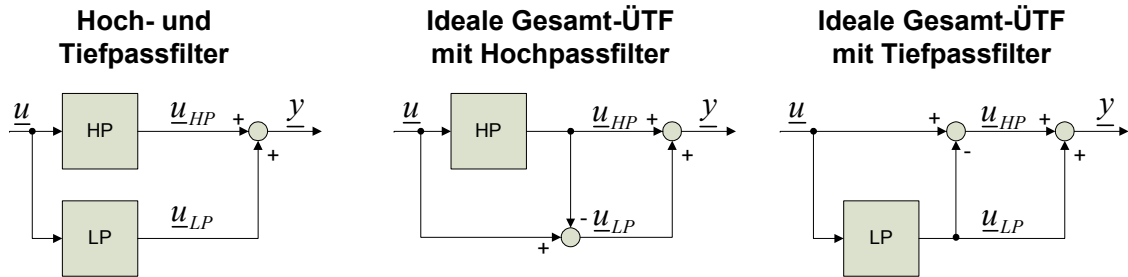 Hoch- und
Tiefpassfilter
u
HP
u_HP
+
y
+
LP
u_LP
Ideale Gesamt-ÜTF
mit Hochpassfilter
u
HP
u_HP
+
y
+
-
u_LP
+
Ideale Gesamt-ÜTF
mit Tiefpassfilter
u
+
u_HP
+
y
-
+
LP
u_LP